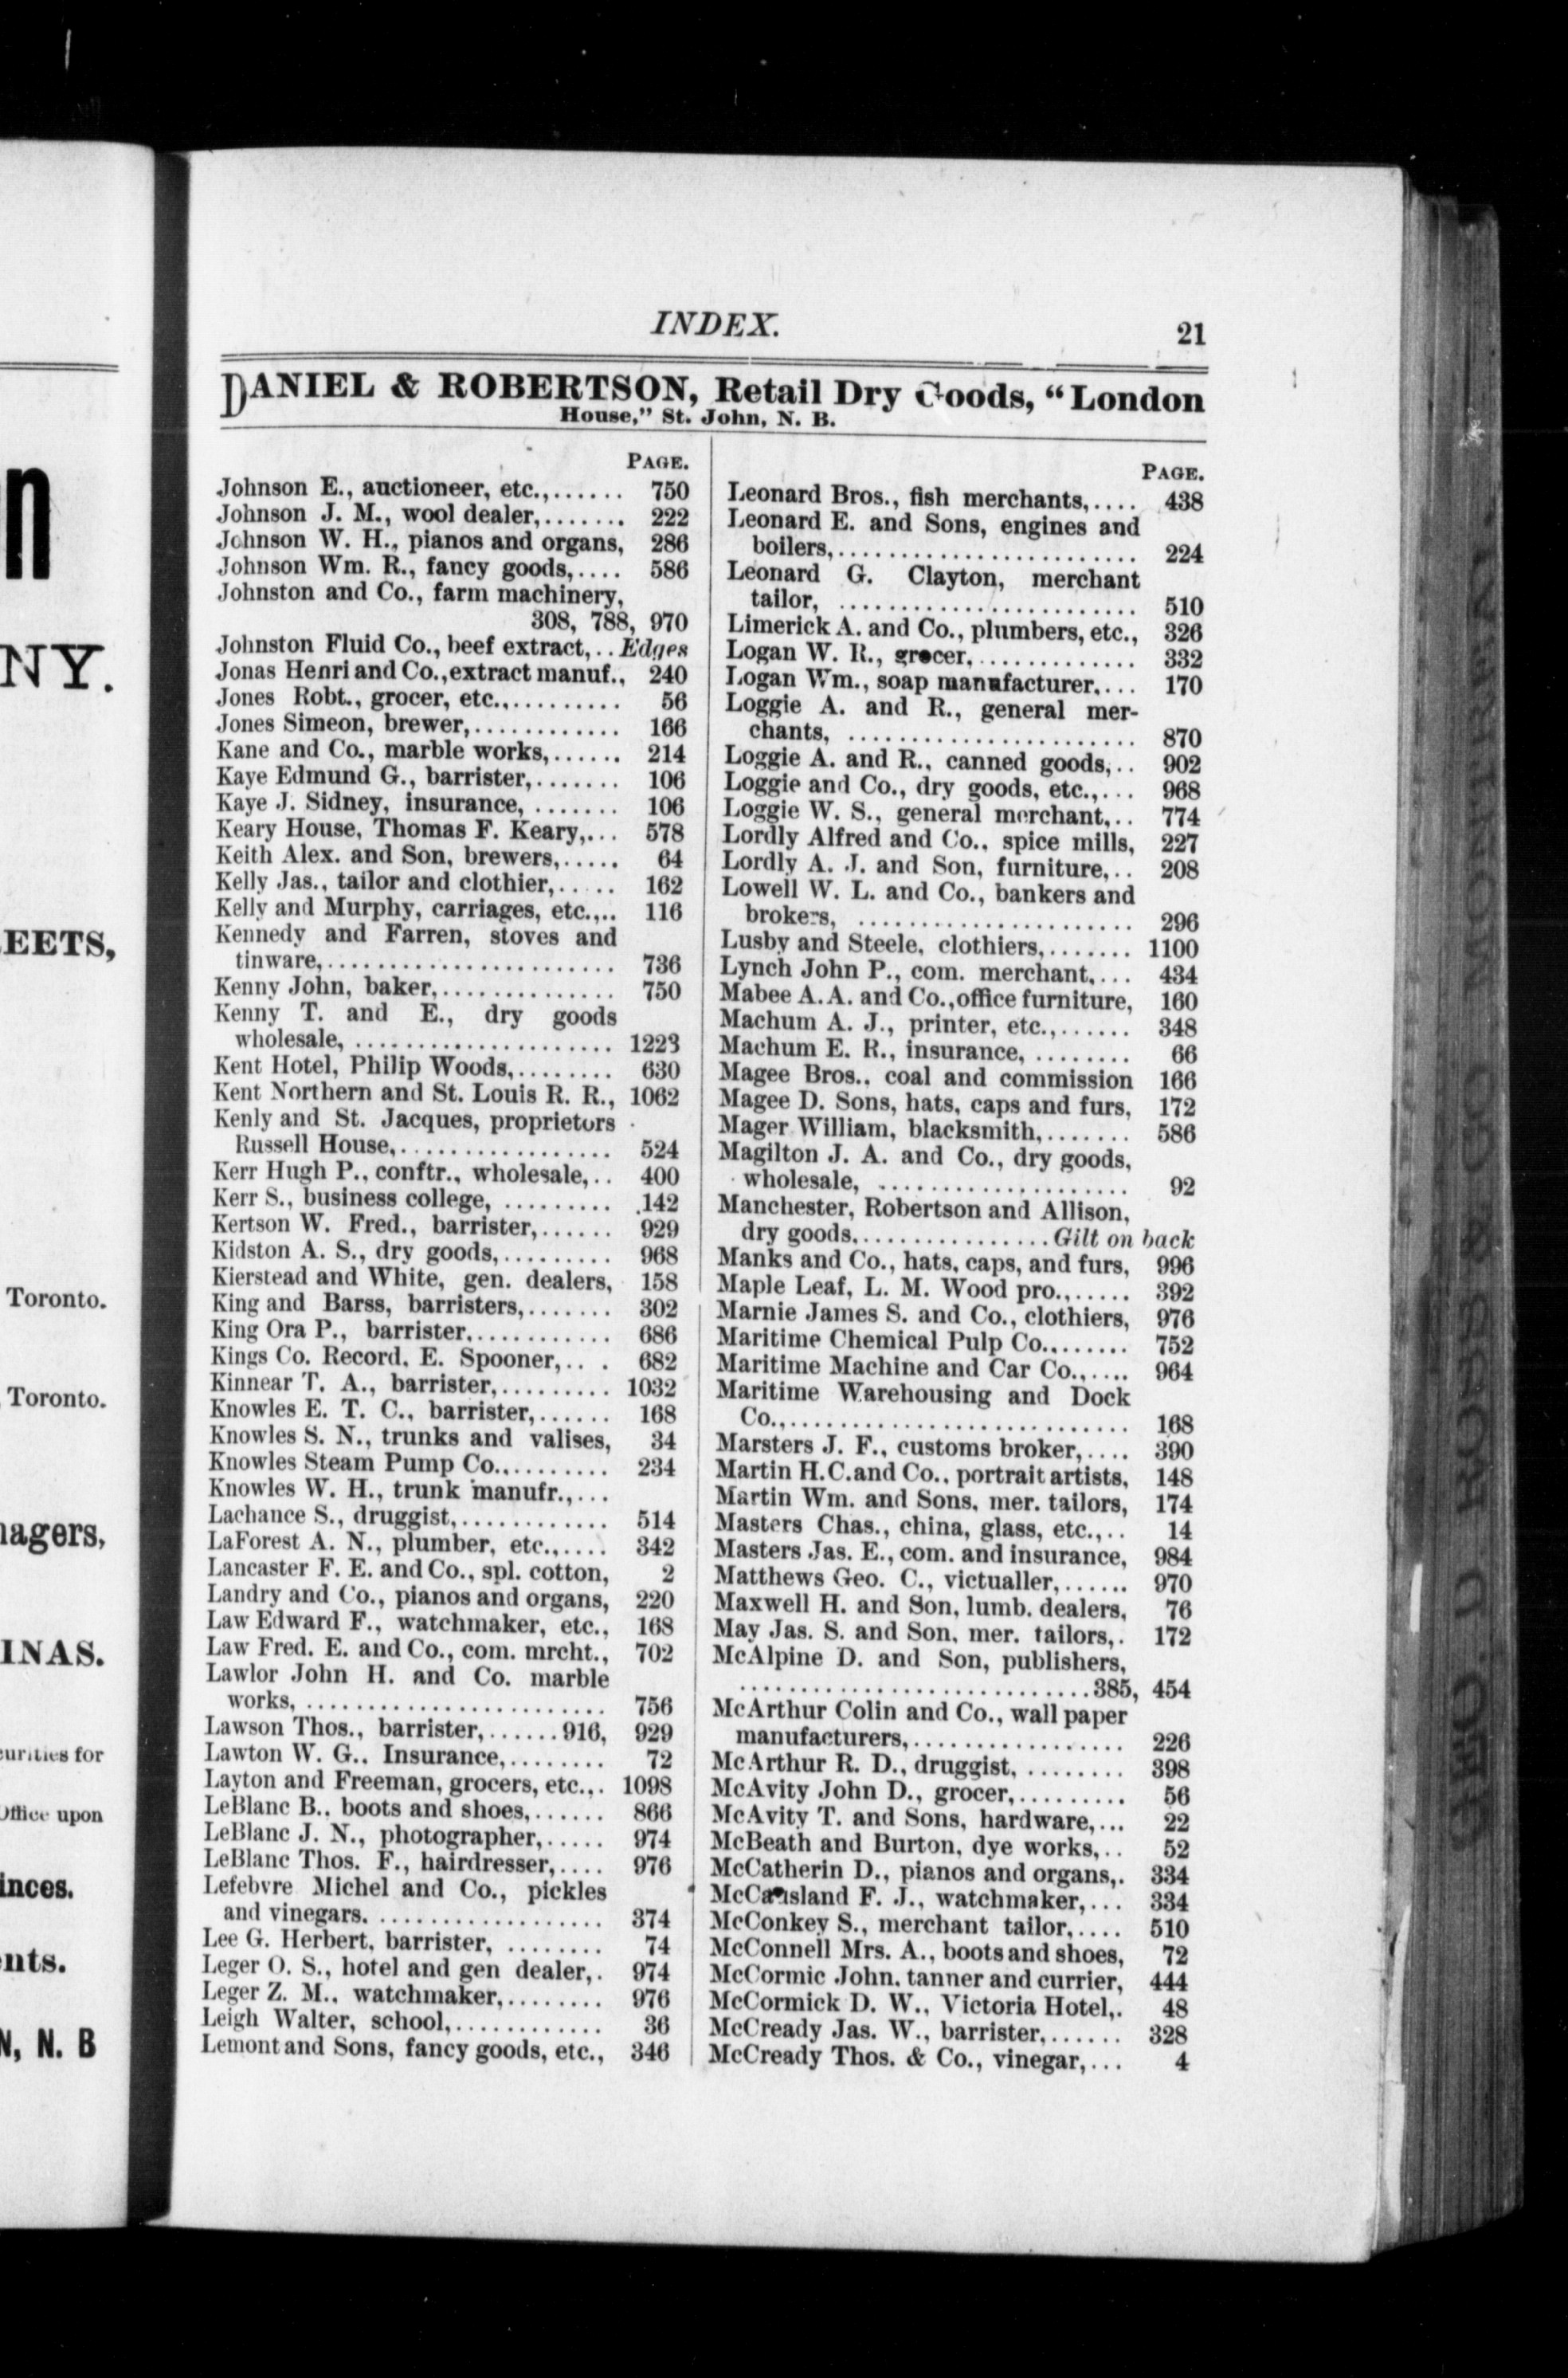 INDEX. 21
DANIEL & ROBERTSON, Retail Dry Goods, "London
House," St. John, N. B.
PAGE.
Johnson E., auctioneer, etc.,...... 750
Johnson J. M., wool dealer,....... 222
Johnson W. H., pianos and organs, 286
Johnson Wm. R., fancy goods,.... 586
Johnston and Co., farm machinery,
308, 788, 970
Johnston Fluid Co., beef extract,.. Edges
Jonas Henri and Co., extract manuf., 240
Jones Robt., grocer, etc.,......... 56
Jones Simeon, brewer,............ 166
Kane and Co., marble works,...... 214
Kaye Edmund G., barrister,....... 106
Kaye J. Sidney, insurance, ....... 106
Keary House, Thomas F. Keary,... 578
Keith Alex. and Son, brewers,..... 64
Kelly Jas., tailor and clothier,..... 162
Kelly and Murphy, carriages, etc.,.. 116
Kennedy and Farren, stoves and
tinware,....................... 736
Kenny John, baker,.............. 750
Kenny T. and E., dry goods
wholesale, .................... 1223
Kent Hotel, Philip Woods,........ 630
Kent Northern and St. Louis R. R., 1062
Kenly and St. Jacques, proprietors
Russell House,................. 524
Kerr Hugh P., conftr., wholesale,.. 400
Kerr S., business college, ......... 142
Kertson W. Fred., barrister,...... 929
Kidston A. S., dry goods,......... 968
Kierstead and White, gen. dealers, 158
King and Barss, barristers,....... 302
King Ora P., barrister,........... 686
Kings Co. Record, E. Spooner,... . 682
Kinnear T. A., barrister,......... 1032
Knowles E. T. C., barrister,...... 168
Knowles S. N., trunks and valises, 34
Knowles Steam Pump Co.,........ 234
Knowles W. H., trunk manufr.,...
Lachance S., druggist,............ 514
LaForest A. N., plumber, etc.,.... 342
Lancaster F. E. and Co., spl. cotton, 2
Landry and Co., pianos and organs, 220
Law Edward F., watchmaker, etc., 168
Law Fred. E. and Co., com. mrcht., 702
Lawlor John H. and Co. marble
works, ........................ 756
Lawson Thos., barrister,......916, 929
Lawton W. G.. Insurance,........ 72
Layton and Freeman, grocers, etc.,. 1098
LeBlanc B., boots and shoes,...... 866
LeBlanc J. N., photographer,..... 974
LeBlanc Thos. F., hairdresser,.... 976
Lefebvre Michel and Co., pickles
and vinegars. .................. 374
Lee G. Herbert, barrister, ........ 74
Leger O. S., hotel and gen dealer,. 974
Leger Z. M., watchmaker,........ 976
Leigh Walter, school,............ 36
Lemont and Sons, fancy goods, etc., 346
PAGE.
Leonard Bros., fish merchants,.... 438
Leonard E. and Sons, engines and
boilers,........................ 224
Leonard G. Clayton, merchant
tailor, ........................ 510
Limerick A. and Co., plumbers, etc., 326
Logan W. R., grocer,............. 332
Logan Wm., soap manufacturer,... 170
Loggie A. and R., general mer-
chants, ....................... 870
Loggie A. and R., canned goods,.. 902
Loggie and Co., dry goods, etc.,... 968
Loggie W. S., general merchant,.. 774
Lordly Alfred and Co., spice mills, 227
Lordly A. J. and Son, furniture,.. 208
Lowell W. L. and Co., bankers and
brokers, ...................... 296
Lusby and Steele, clothiers,....... 1100
Lynch John P., com. merchant,... 434
Mabee A. A. and Co., office furniture, 160
Machum A. J., printer, etc.,...... 348
Machum E. R., insurance, ........ 66
Magee Bros., coal and commission 166
Magee D. Sons, hats, caps and furs, 172
Mager William, blacksmith,....... 586
Magilton J. A. and Co., dry goods,
wholesale, .................... 92
Manchester, Robertson and Allison,
dry goods,...............Gilt on back
Manks and Co., hats, caps, and furs, 996
Maple Leaf, L. M. Wood pro.,..... 392
Marnie James S. and Co., clothiers, 976
Maritime Chemical Pulp Co.,...... 752
Maritime Machine and Car Co.,.... 964
Maritime Warehousing and Dock
Co.,........................... 168
Marsters J. F., customs broker,.... 390
Martin H. C. and Co., portrait artists, 148
Martin Wm. and Sons, mer. tailors, 174
Masters Chas., china, glass, etc.,.. 14
Masters Jas. E., com. and insurance, 984
Matthews Geo. C., victualler,...... 970
Maxwell H. and Son, lumb. dealers, 76
May Jas. S. and Son, mer. tailors,. 172
McAlpine D. and Son, publishers,
............................385, 454
McArthur Colin and Co., wall paper
manufacturers,................. 226
McArthur R. D., druggist, ........ 398
McAvity John D., grocer,......... 56
McAvity T. and Sons, hardware,... 22
McBeath and Burton, dye works,.. 52
McCatherin D., pianos and organs,. 334
McCausland F. J., watchmaker,... 334
McConkey S., merchant tailor,.... 510
McConnell Mrs. A., boots and shoes, 72
McCormic John, tanner and currier, 444
McCormick D. W., Victoria Hotel,. 48
McCready Jas. W., barrister,...... 328
McCready Thos. & Co., vinegar,... 4
n
NY.
EETS,
Toronto.
Toronto.
agers,
INAS.
curities for
Office upon
inces.
nts.
N, N. B
GEO. D. ROSS & CO. MONTREAL